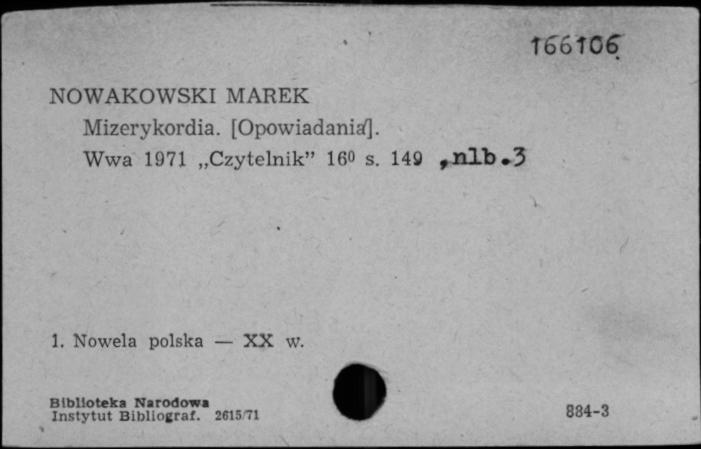 166106
NOWAKOWSKI MAREK
Mizerykordia. [Opowiadania].
Wwa 1971 „Czytelnik” 16⁰ s. 149 ,nlb.3
1. Nowela polska — XX w.
Biblioteka Narodowa
Instytut Bibliograf. 2615/71
884-3